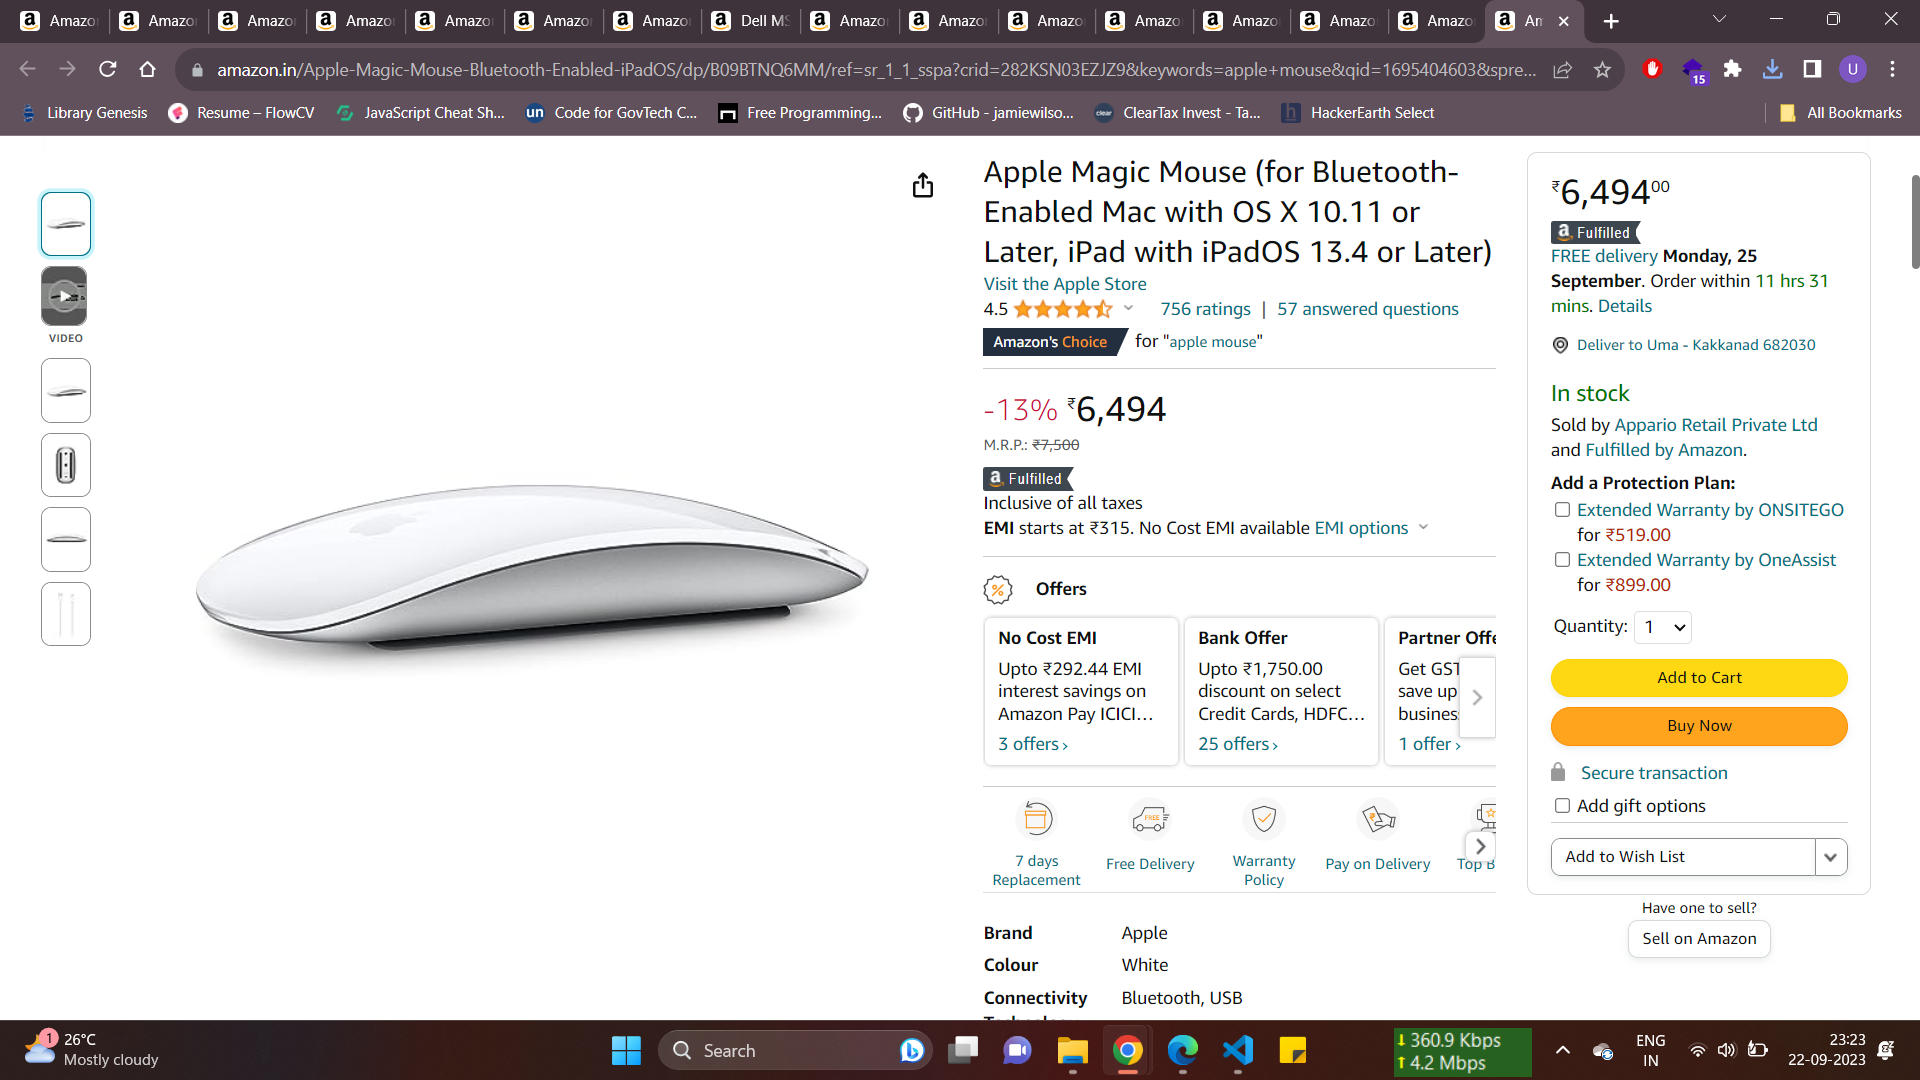 Amazo
Amazo
Amazo
Amazo
Amazo
Amazo
Amazo
Dell MS
Amazo
Amazo
Amazo
Amazo
Amazo
Amazo
Amazo
Am
amazon.in/Apple-Magic-Mouse-Bluetooth-Enabled-iPadOS/dp/B09BTNQ6MM/ref=sr_1_1_sspa?crid=282KSN03EZJZ9&keywords=apple+mouse&qid=1695404603&spre...
15
U
Library Genesis
Resume – FlowCV
JavaScript Cheat Sh...
un Code for GovTech C...
Free Programming...
GitHub - jamiewilso...
clear ClearTax Invest - Ta...
h HackerEarth Select
All Bookmarks
VIDEO
Apple Magic Mouse (for Bluetooth-
Enabled Mac with OS X 10.11 or
Later, iPad with iPadOS 13.4 or Later)
Visit the Apple Store
4.5 756 ratings | 57 answered questions
Amazon's Choice for "apple mouse"
-13% ₹6,494
M.R.P.: ₹7,500
a Fulfilled
Inclusive of all taxes
EMI starts at ₹315. No Cost EMI available EMI options
% Offers
No Cost EMI
Upto ₹292.44 EMI
interest savings on
Amazon Pay ICICI…
3 offers ›
Bank Offer
Upto ₹1,750.00
discount on select
Credit Cards, HDFC…
25 offers ›
Partner Offe
Get GST
save up
busines
1 offer ›
7 days
Replacement
FREE
Free Delivery
Warranty
Policy
Pay on Delivery
Top B
Brand Apple
Colour White
Connectivity Bluetooth, USB
₹6,49400
a Fulfilled
FREE delivery Monday, 25
September. Order within 11 hrs 31
mins. Details
Deliver to Uma - Kakkanad 682030
In stock
Sold by Appario Retail Private Ltd
and Fulfilled by Amazon.
Add a Protection Plan:
Extended Warranty by ONSITEGO
for ₹519.00
Extended Warranty by OneAssist
for ₹899.00
Quantity: 1
Add to Cart
Buy Now
Secure transaction
Add gift options
Add to Wish List
Have one to sell?
Sell on Amazon
1
26°C
Mostly cloudy
Search
360.9 Kbps
4.2 Mbps
ENG
IN
23:23
22-09-2023